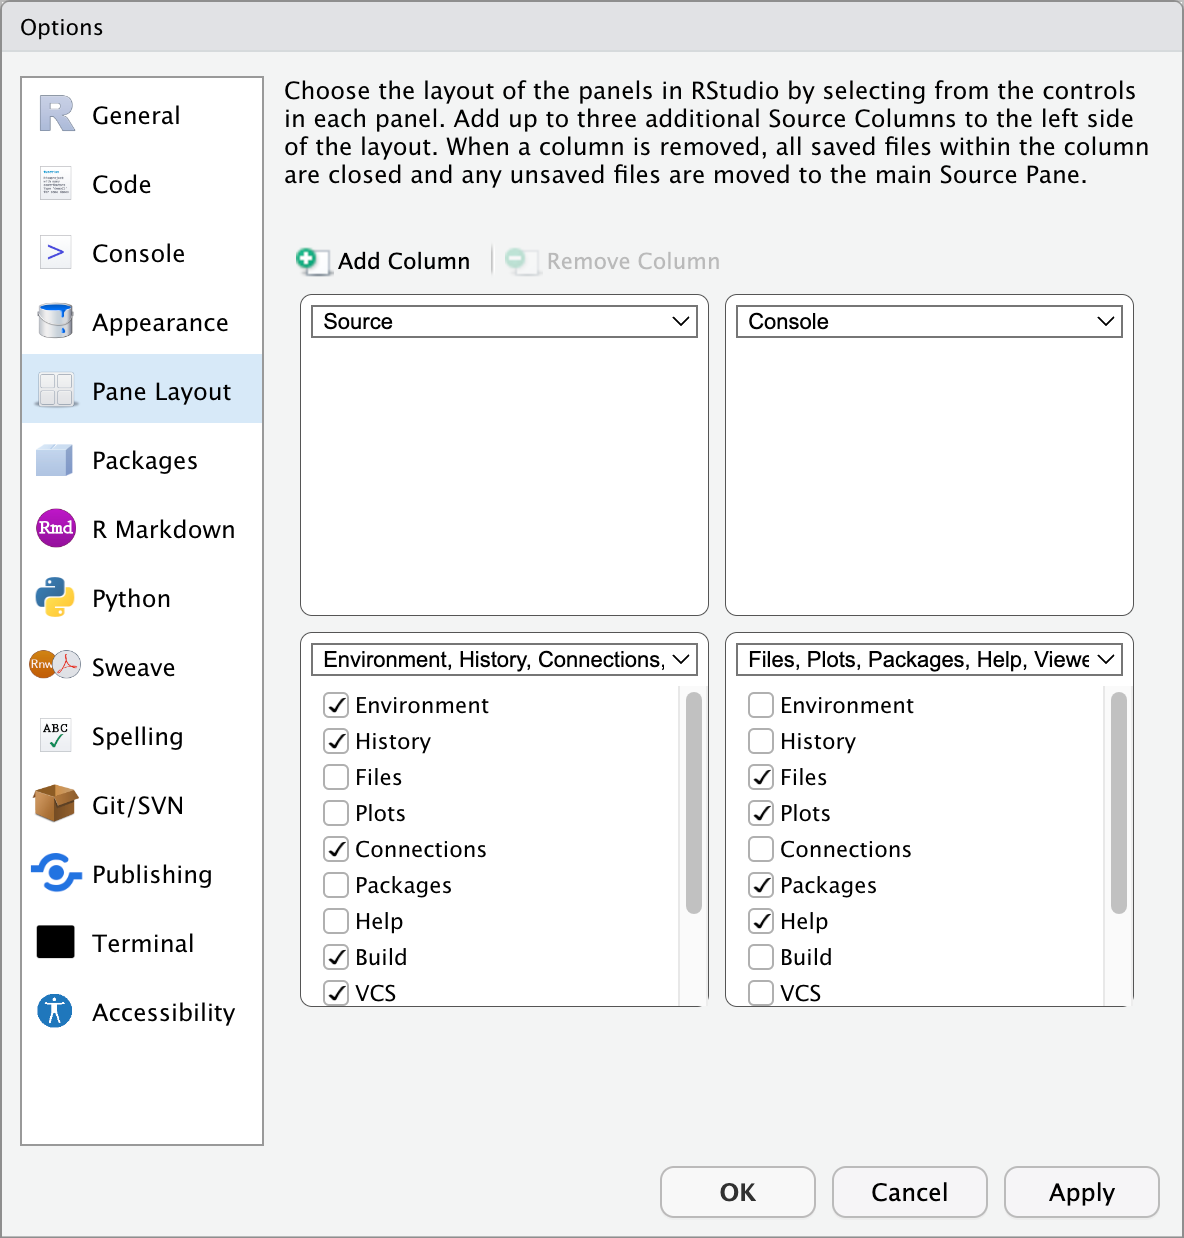 Options
General
Code
Console
Appearance
Pane Layout
Packages
Rmd
R Markdown
Python
Rnw
Sweave
ABC
Spelling
Git/SVN
Publishing
Terminal
Accessibility
Choose the layout of the panels in RStudio by selecting from the controls
in each panel. Add up to three additional Source Columns to the left side
of the layout. When a column is removed, all saved files within the column
are closed and any unsaved files are moved to the main Source Pane.
Add Column
Remove Column
Source
Console
Environment, History, Connections,
Environment
History
Files
Plots
Connections
Packages
Help
Build
VCS
Files, Plots, Packages, Help, Viewe
Environment
History
Files
Plots
Connections
Packages
Help
Build
VCS
OK
Cancel
Apply